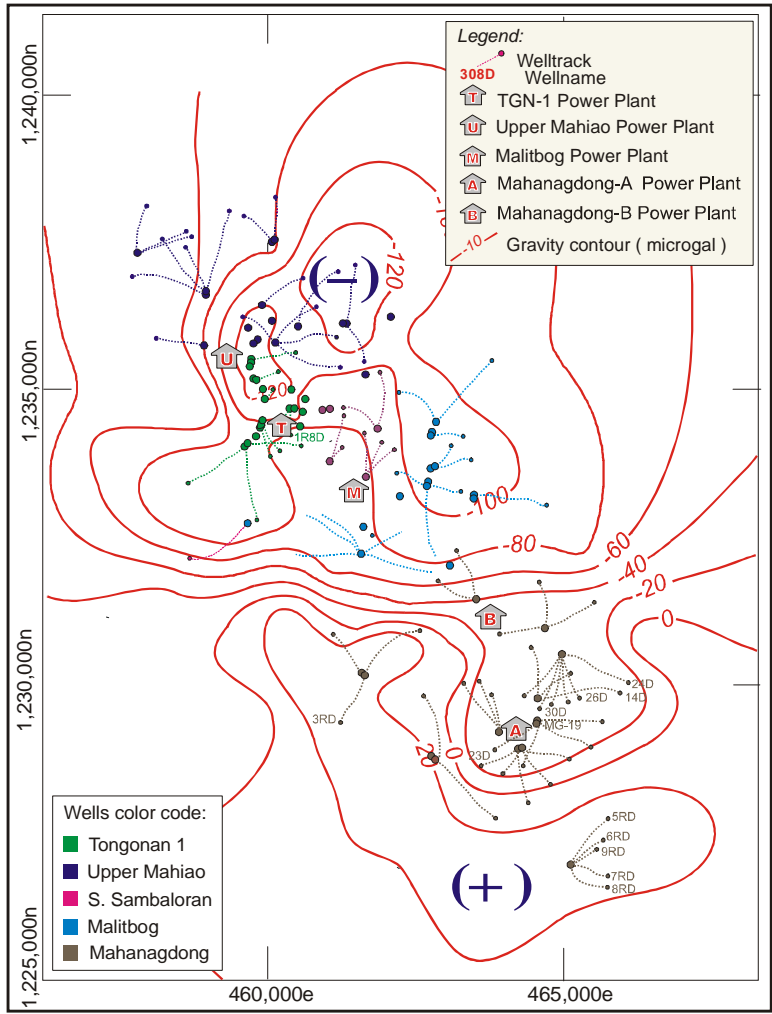 Legend:
308D
Welltrack
Wellname
T TGN-1 Power Plant
U Upper Mahiao Power Plant
M Malitbog Power Plant
A Mahanagdong-A Power Plant
B Mahanagdong-B Power Plant
-10 Gravity contour ( microgal )
1,240,000n
1,235,000n
1,230,000n
1,225,000n
-120
(−)
U
-20
T
1R8D
M
-100
-80
-60
-40
-20
0
B
24D
14D
26D
30D
MG-19
3RD
A
23D
0
20
5RD
6RD
9RD
7RD
8RD
(+)
Wells color code:
Tongonan 1
Upper Mahiao
S. Sambaloran
Malitbog
Mahanagdong
460,000e
465,000e